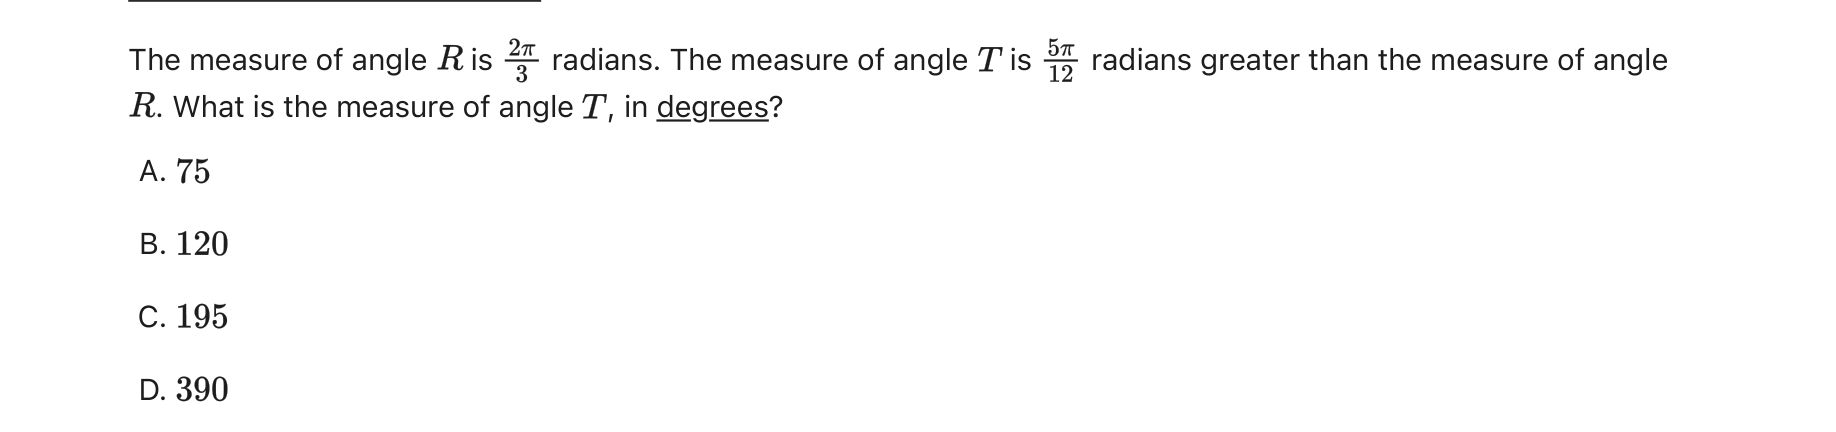 The measure of angle $R$ is $\frac{2\pi}{3}$ radians. The measure of angle $T$ is $\frac{5\pi}{12}$ radians greater than the measure of angle
$R$. What is the measure of angle $T$, in degrees?
A. 75
B. 120
C. 195
D. 390